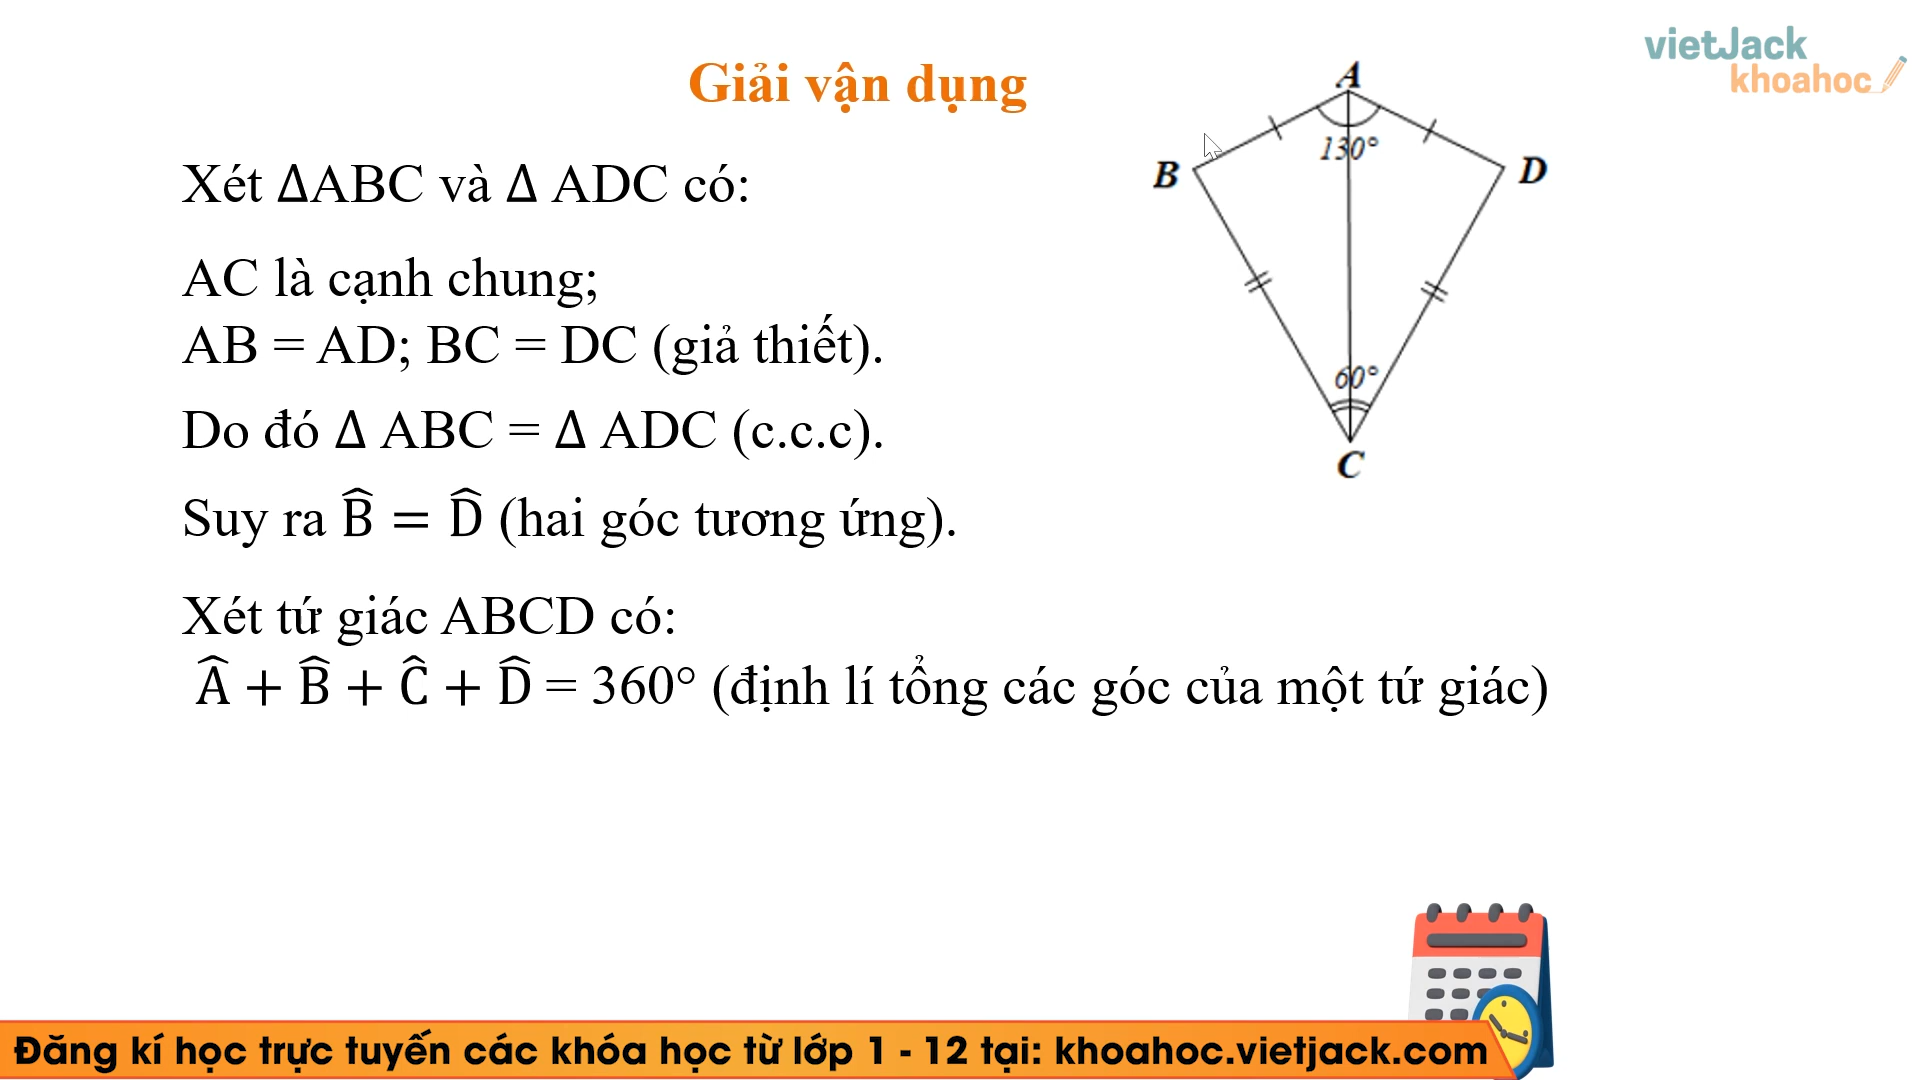 vietJack
khoahoc
Giải vận dụng
A
130°
B
D
60°
C
Xét ΔABC và Δ ADC có:
AC là cạnh chung;
AB = AD; BC = DC (giả thiết).
Do đó Δ ABC = Δ ADC (c.c.c).
Suy ra B̂ = D̂ (hai góc tương ứng).
Xét tứ giác ABCD có:
Â + B̂ + Ĉ + D̂ = 360° (định lí tổng các góc của một tứ giác)
Đăng kí học trực tuyến các khóa học từ lớp 1 - 12 tại: khoahoc.vietjack.com